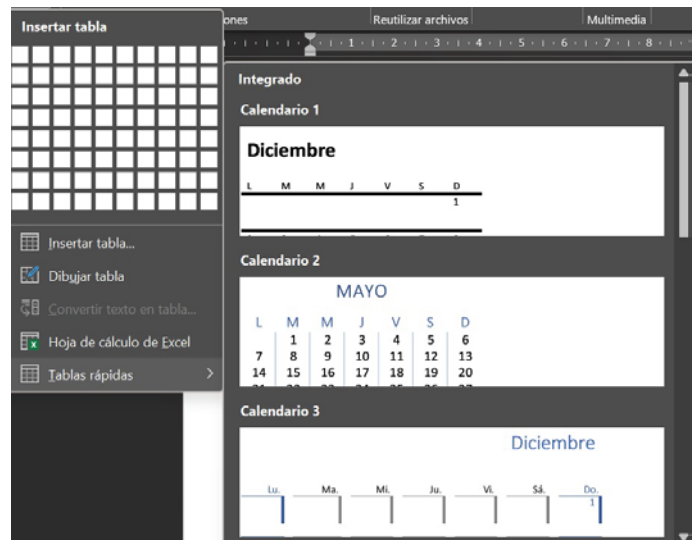 Insertar tabla
Insertar tabla...
Dibujar tabla
Convertir texto en tabla...
Hoja de cálculo de Excel
Tablas rápidas >
ones Reutilizar archivos Multimedia
1 2 3 4 5 6 7 8
Integrado
Calendario 1
Diciembre
L M M J V S D
1
Calendario 2
MAYO
L M M J V S D
1 2 3 4 5 6
7 8 9 10 11 12 13
14 15 16 17 18 19 20
Calendario 3
Diciembre
Lu. Ma. Mi. Ju. Vi. Sá. Do.
1